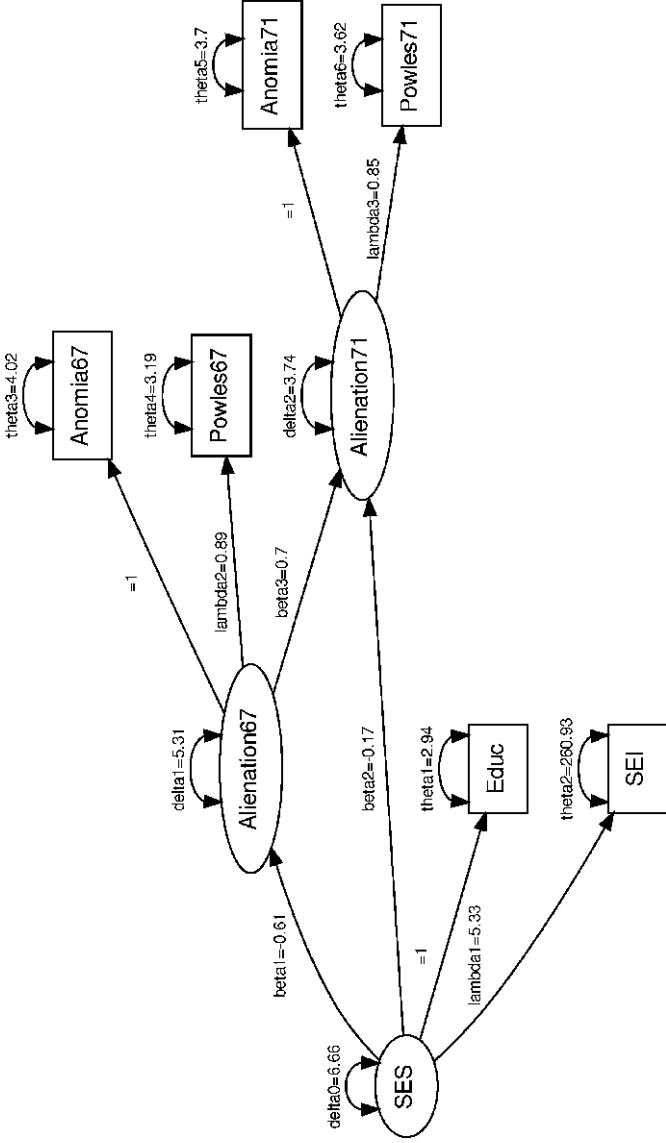 theta5=3.7
Anomia71
theta6=3.62
Powles71
=1
lambda3=0.85
theta3=4.02
Anomia67
theta4=3.19
Powles67
delta2=3.74
Alienation71
=1
lambda2=0.89
beta3=0.7
delta1=5.31
Alienation67
beta2=-0.17
theta1=2.94
Educ
theta2=260.93
SEI
beta1=-0.61
=1
lambda1=5.33
delta0=6.66
SES